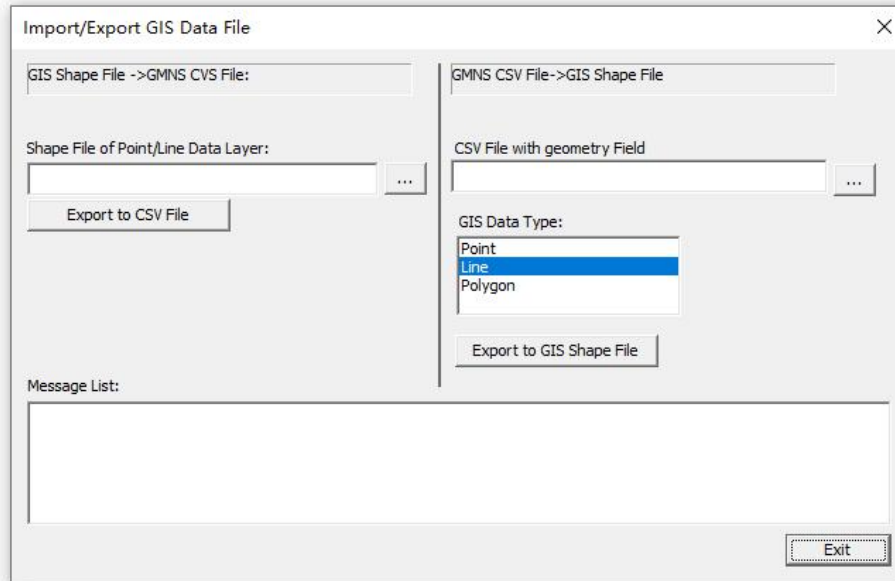 Import/Export GIS Data File
GIS Shape File ->GMNS CVS File:
Shape File of Point/Line Data Layer:
...
Export to CSV File
GMNS CSV File->GIS Shape File
CSV File with geometry Field
...
GIS Data Type:
Point
Line
Polygon
Export to GIS Shape File
Message List:
Exit